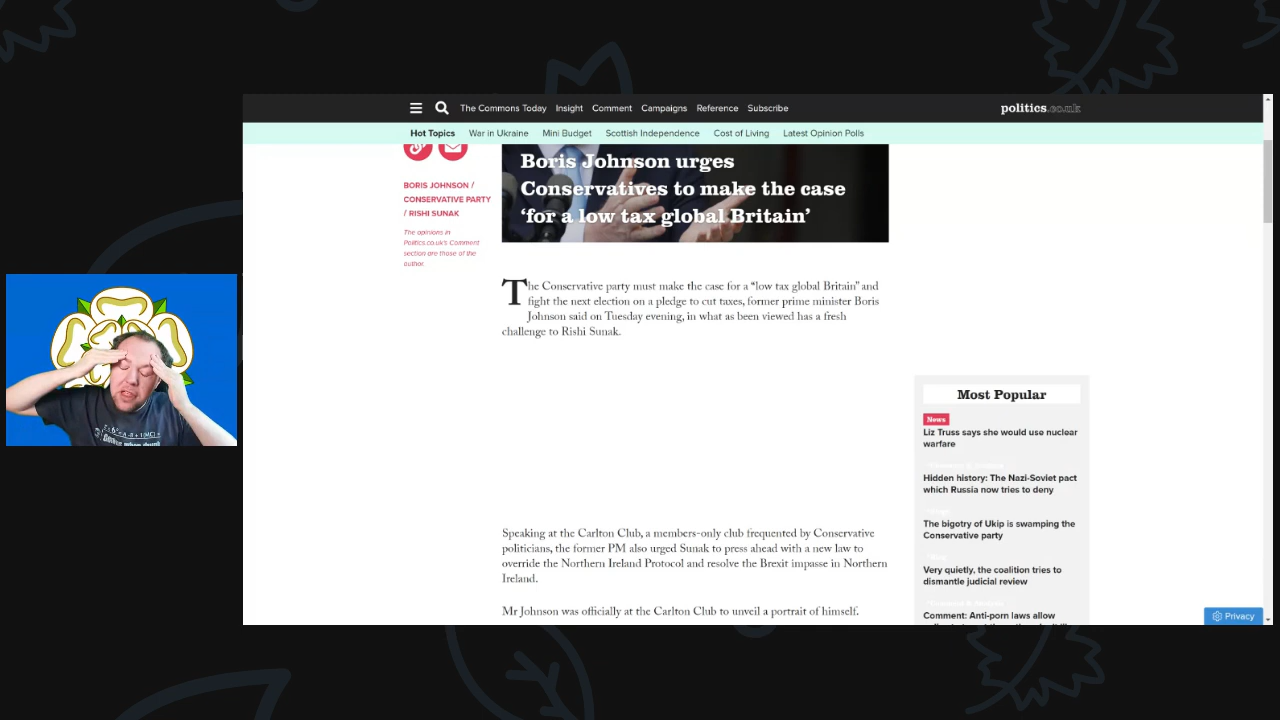 The Commons Today Insight Comment Campaigns Reference Subscribe
politics.co.uk
Hot Topics War in Ukraine Mini Budget Scottish Independence Cost of Living Latest Opinion Polls
BORIS JOHNSON /
CONSERVATIVE PARTY
/ RISHI SUNAK
The opinions in
Politics.co.uk's Comment
section are those of the
author.
Boris Johnson urges
Conservatives to make the case
‘for a low tax global Britain’
The Conservative party must make the case for a “low tax global Britain” and
fight the next election on a pledge to cut taxes, former prime minister Boris
Johnson said on Tuesday evening, in what as been viewed has a fresh
challenge to Rishi Sunak.
Speaking at the Carlton Club, a members-only club frequented by Conservative
politicians, the former PM also urged Sunak to press ahead with a new law to
override the Northern Ireland Protocol and resolve the Brexit impasse in Northern
Ireland.
Mr Johnson was officially at the Carlton Club to unveil a portrait of himself.
Most Popular
News
Liz Truss says she would use nuclear
warfare
Hidden history: The Nazi-Soviet pact
which Russia now tries to deny
The bigotry of Ukip is swamping the
Conservative party
Very quietly, the coalition tries to
dismantle judicial review
Comment: Anti-porn laws allow
Privacy